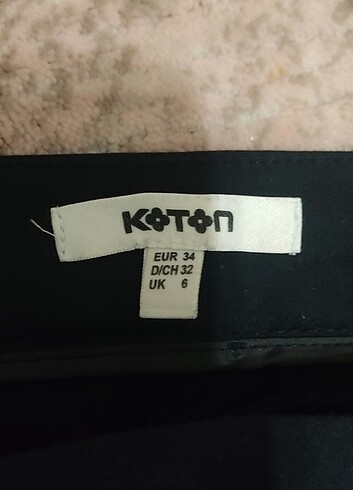 KOTON
EUR 34
D/CH 32
UK 6